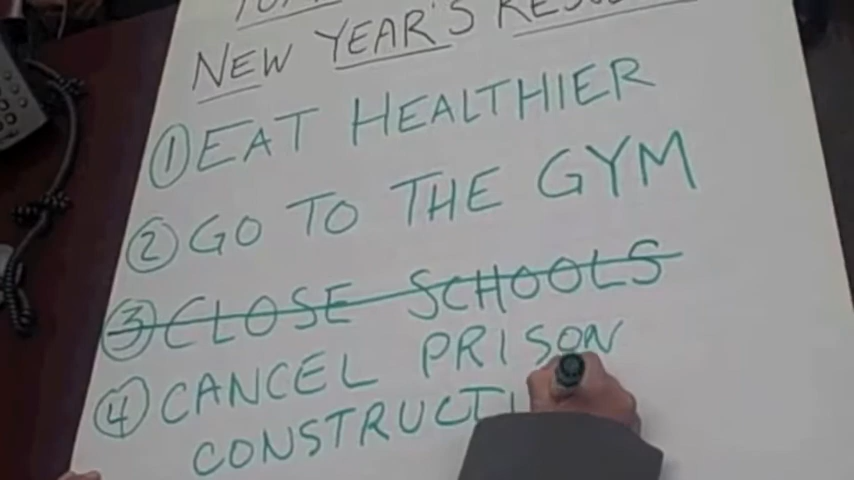 NEW YEAR'S
① EAT HEALTHIER
② GO TO THE GYM
③ CLOSE SCHOOLS
④ CANCEL PRISON
CONSTRUCT